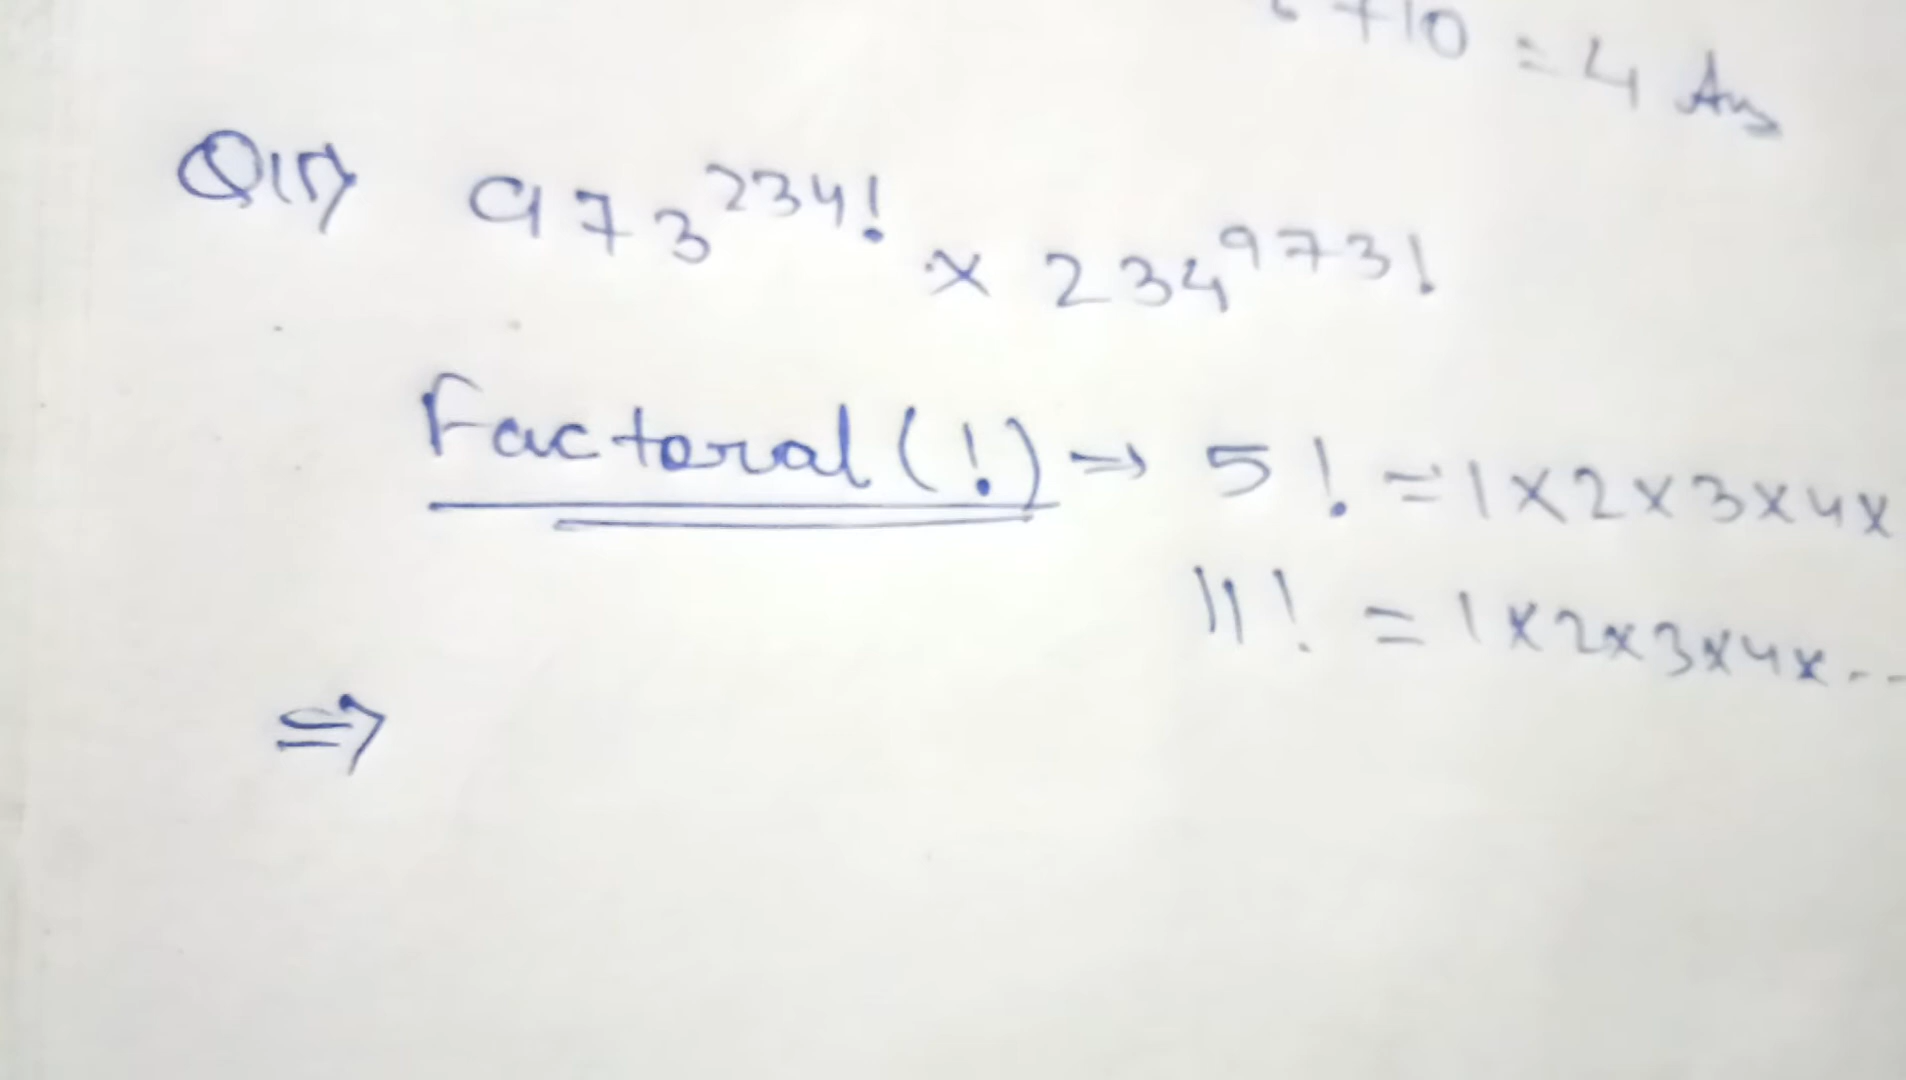 +10 = 4 Ans
Q15) 973^234! × 234^973!
Factoral (!) → 5! = 1×2×3×4×
11! = 1×2×3×4×...
⇒